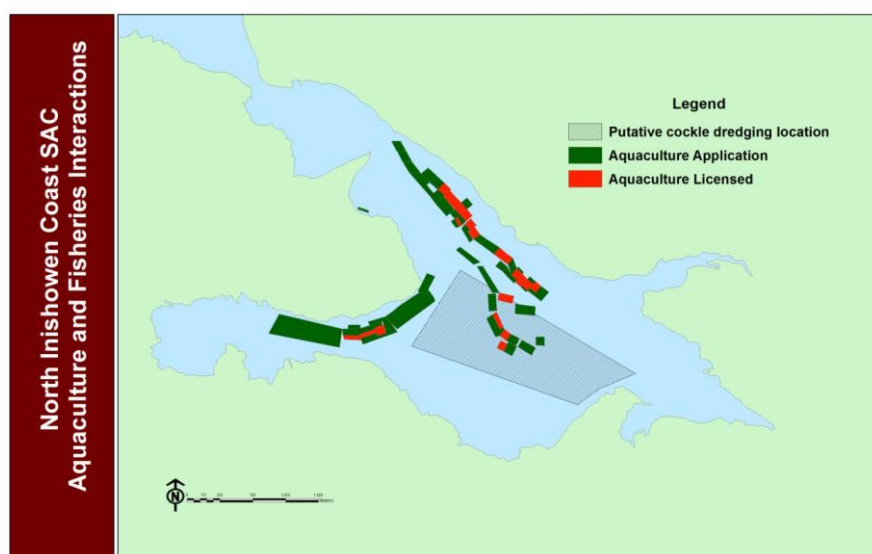 North Inishowen Coast SAC
Aquaculture and Fisheries Interactions
Legend
Putative cockle dredging location
Aquaculture Application
Aquaculture Licensed
N